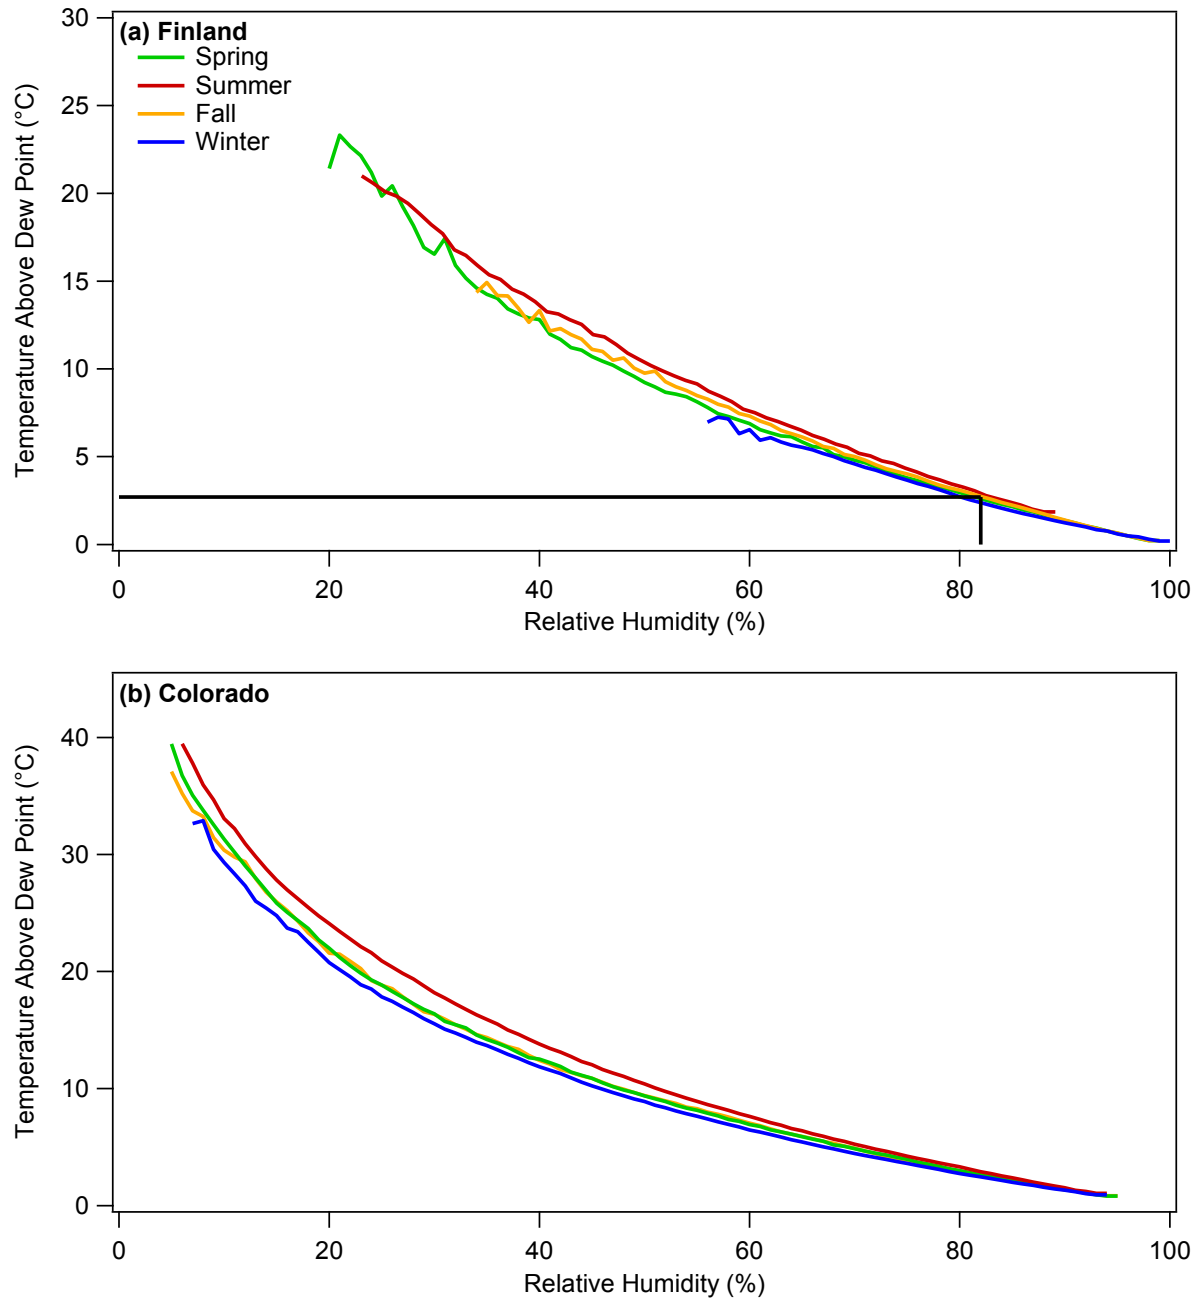 (a) Finland
Spring
Summer
Fall
Winter
Temperature Above Dew Point (°C)
30
25
20
15
10
5
0
0 20 40 60 80 100
Relative Humidity (%)
(b) Colorado
Temperature Above Dew Point (°C)
40
30
20
10
0
0 20 40 60 80 100
Relative Humidity (%)